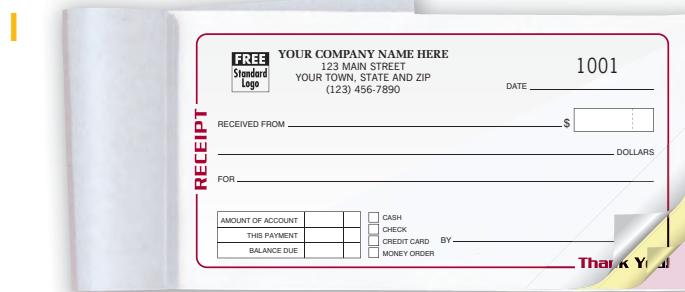 FREE
Standard
Logo
YOUR COMPANY NAME HERE
123 MAIN STREET
YOUR TOWN, STATE AND ZIP
(123) 456-7890
1001
DATE
RECEIPT
RECEIVED FROM $
DOLLARS
FOR
AMOUNT OF ACCOUNT
THIS PAYMENT
BALANCE DUE
CASH
CHECK
CREDIT CARD
MONEY ORDER
BY
Thank You!